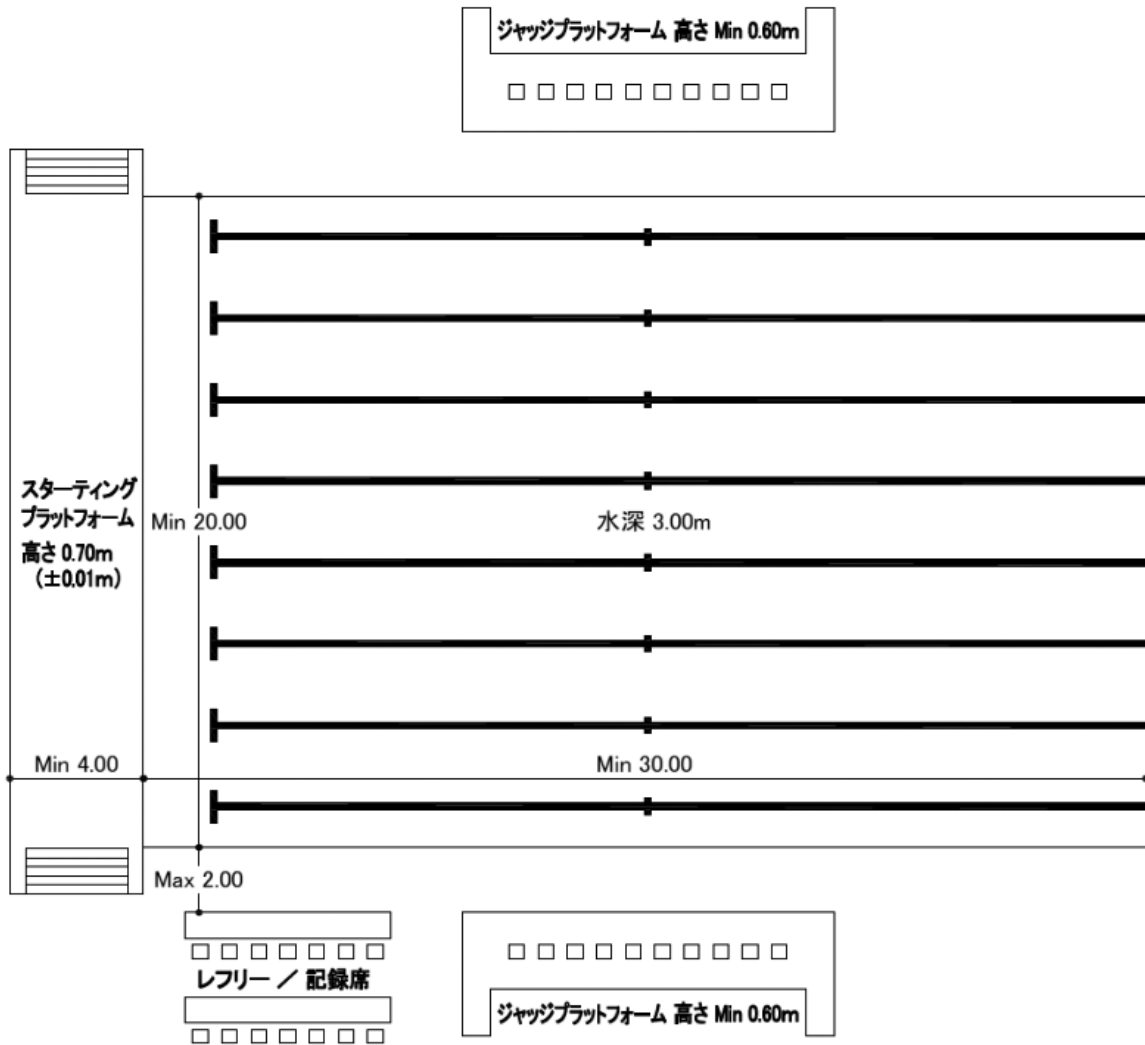 ジャッジプラットフォーム 高さ Min 0.60m
スターティング
プラットフォーム
高さ 0.70m
(±0.01m)
Min 20.00
水深 3.00m
Min 4.00
Min 30.00
Max 2.00
レフリー / 記録席
ジャッジプラットフォーム 高さ Min 0.60m